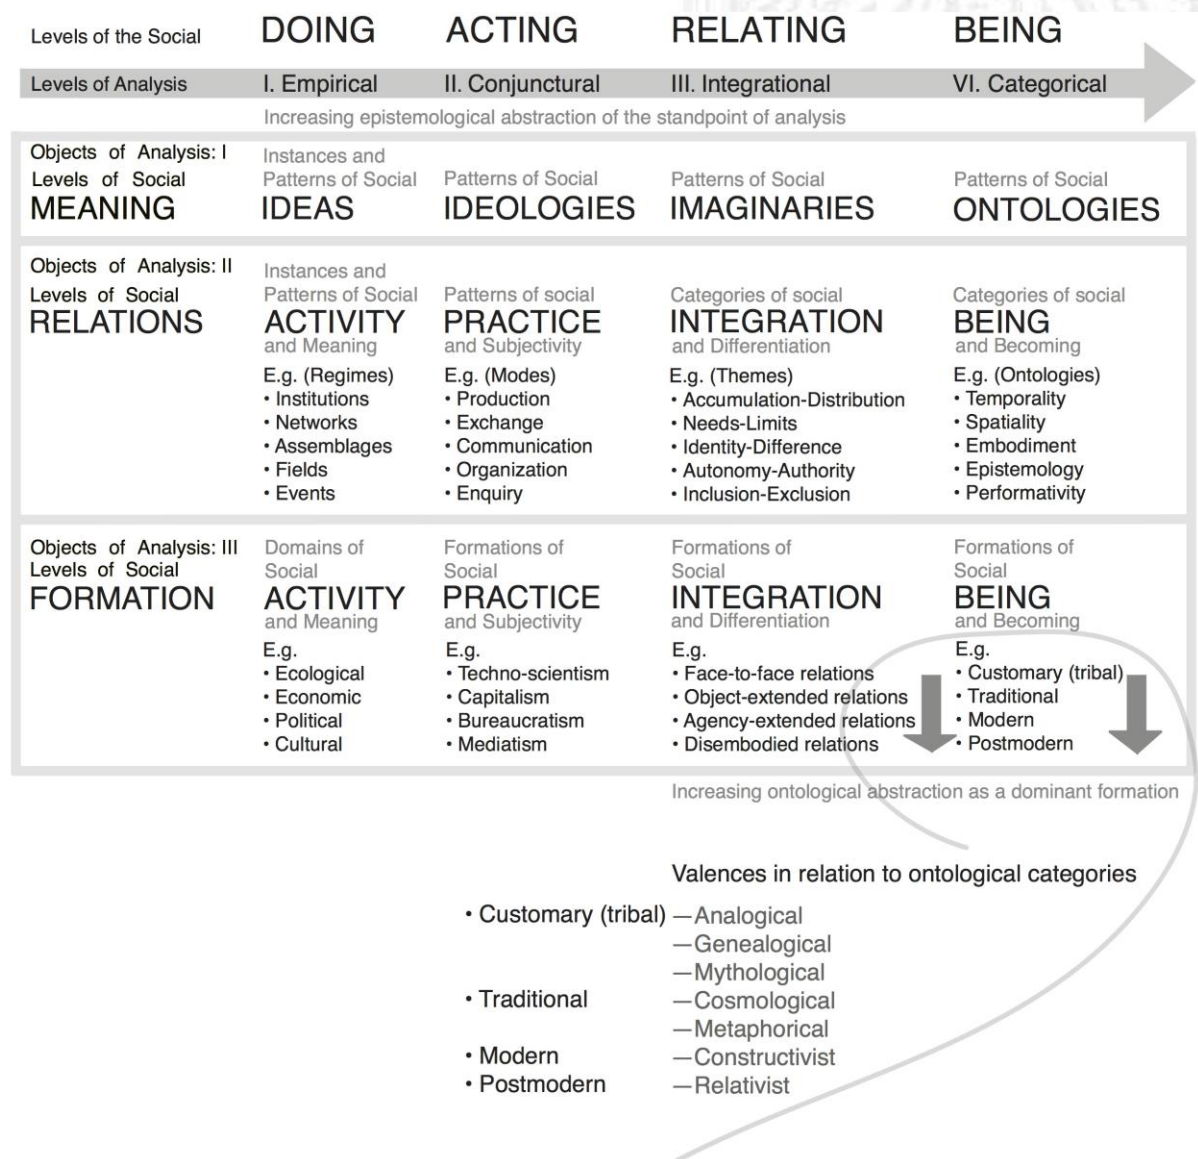 Levels of the Social DOING ACTING RELATING BEING
Levels of Analysis I. Empirical II. Conjunctural III. Integrational VI. Categorical
Increasing epistemological abstraction of the standpoint of analysis
Objects of Analysis: I Instances and
Levels of Social Patterns of Social Patterns of Social Patterns of Social Patterns of Social
MEANING IDEAS IDEOLOGIES IMAGINARIES ONTOLOGIES
Objects of Analysis: II Instances and
Levels of Social Patterns of Social Patterns of social Categories of social Categories of social
RELATIONS ACTIVITY PRACTICE INTEGRATION BEING
and Meaning and Subjectivity and Differentiation and Becoming
E.g. (Regimes) E.g. (Modes) E.g. (Themes) E.g. (Ontologies)
• Institutions • Production • Accumulation-Distribution • Temporality
• Networks • Exchange • Needs-Limits • Spatiality
• Assemblages • Communication • Identity-Difference • Embodiment
• Fields • Organization • Autonomy-Authority • Epistemology
• Events • Enquiry • Inclusion-Exclusion • Performativity
Objects of Analysis: III Domains of Formations of Formations of Formations of
Levels of Social Social Social Social Social
FORMATION ACTIVITY PRACTICE INTEGRATION BEING
and Meaning and Subjectivity and Differentiation and Becoming
E.g. E.g. E.g. E.g.
• Ecological • Techno-scientism • Face-to-face relations • Customary (tribal)
• Economic • Capitalism • Object-extended relations • Traditional
• Political • Bureaucratism • Agency-extended relations • Modern
• Cultural • Mediatism • Disembodied relations • Postmodern
Increasing ontological abstraction as a dominant formation
Valences in relation to ontological categories
• Customary (tribal) —Analogical
—Genealogical
—Mythological
• Traditional —Cosmological
—Metaphorical
• Modern —Constructivist
• Postmodern —Relativist